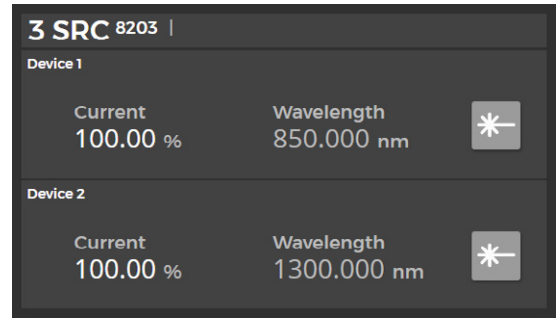 3 SRC 8203 |
Device 1
Current Wavelength
100.00 % 850.000 nm
Device 2
Current Wavelength
100.00 % 1300.000 nm